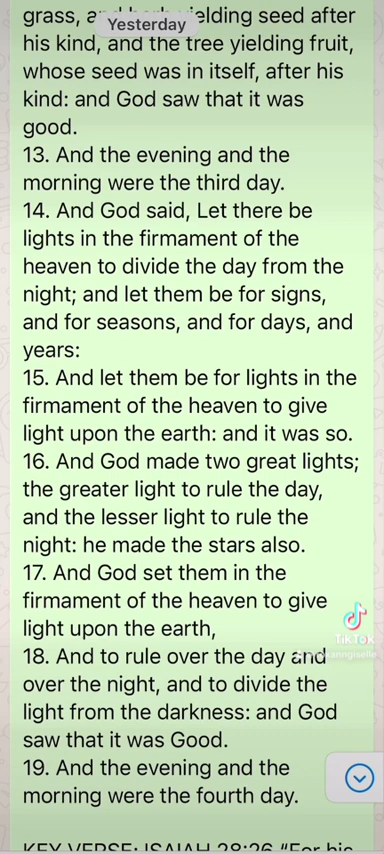 grass, and herb yielding seed after
Yesterday
his kind, and the tree yielding fruit,
whose seed was in itself, after his
kind: and God saw that it was
good.
13. And the evening and the
morning were the third day.
14. And God said, Let there be
lights in the firmament of the
heaven to divide the day from the
night; and let them be for signs,
and for seasons, and for days, and
years:
15. And let them be for lights in the
firmament of the heaven to give
light upon the earth: and it was so.
16. And God made two great lights;
the greater light to rule the day,
and the lesser light to rule the
night: he made the stars also.
17. And God set them in the
firmament of the heaven to give
light upon the earth,
TikTok
18. And to rule over the day and
over the night, and to divide the
light from the darkness: and God
saw that it was Good.
19. And the evening and the
morning were the fourth day.
KEY VERSE: ISAIAH 28:26 “For his